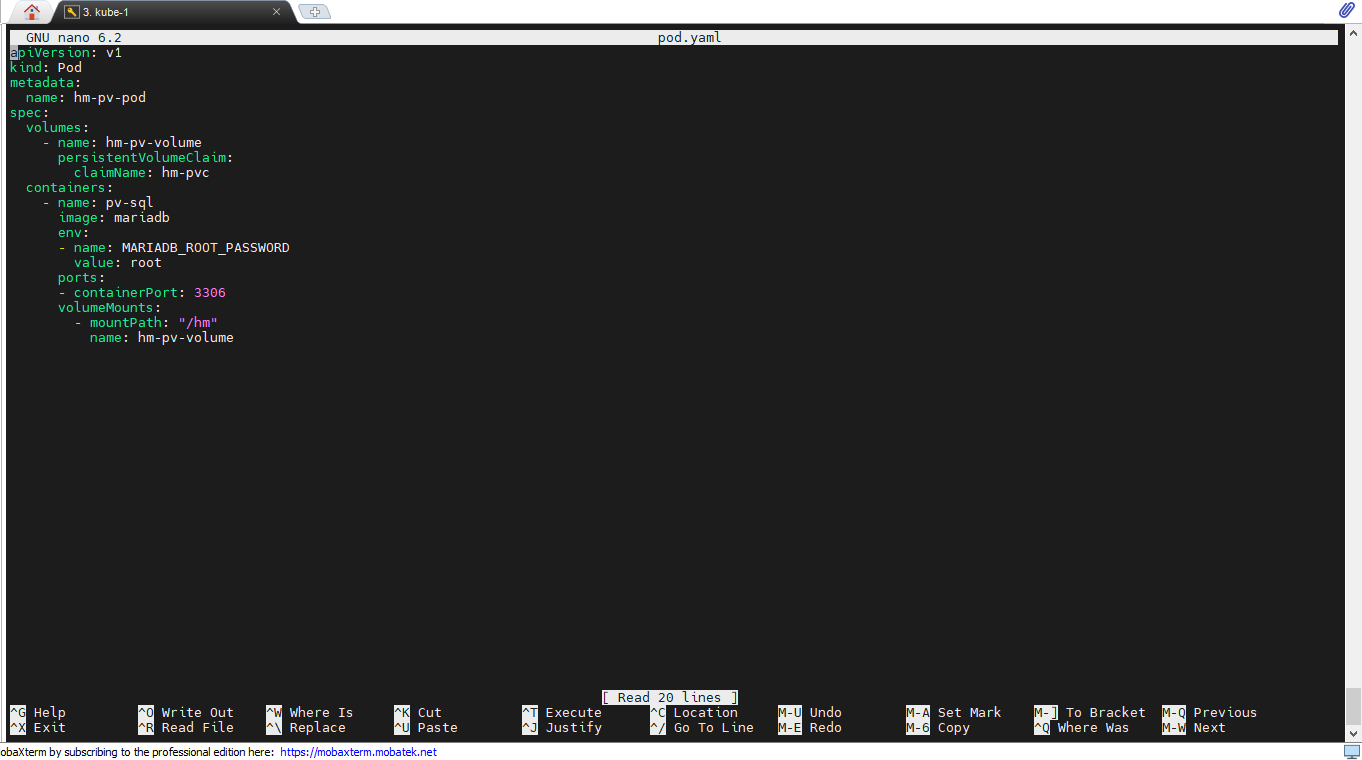 3. kube-1
GNU nano 6.2 pod.yaml
apiVersion: v1
kind: Pod
metadata:
  name: hm-pv-pod
spec:
  volumes:
    - name: hm-pv-volume
      persistentVolumeClaim:
        claimName: hm-pvc
  containers:
    - name: pv-sql
      image: mariadb
      env:
      - name: MARIADB_ROOT_PASSWORD
        value: root
      ports:
      - containerPort: 3306
      volumeMounts:
        - mountPath: "/hm"
          name: hm-pv-volume
[ Read 20 lines ]
^G Help ^O Write Out ^W Where Is ^K Cut ^T Execute ^C Location M-U Undo M-A Set Mark M-] To Bracket M-Q Previous
^X Exit ^R Read File ^\ Replace ^U Paste ^J Justify ^/ Go To Line M-E Redo M-6 Copy ^Q Where Was M-W Next
obaXterm by subscribing to the professional edition here: https://mobaxterm.mobatek.net